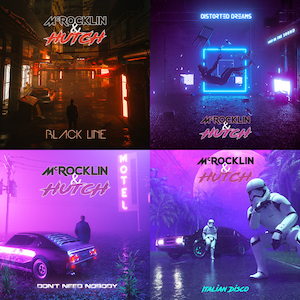 McROCKLIN
&
HUTCH
BLACK LINE
DISTORTED DREAMS
McROCKLIN
&
HUTCH
McROCKLIN
&
HUTCH
MOTEL
DON'T NEED NOBODY
McROCKLIN
&
HUTCH
ITALIAN DISCO